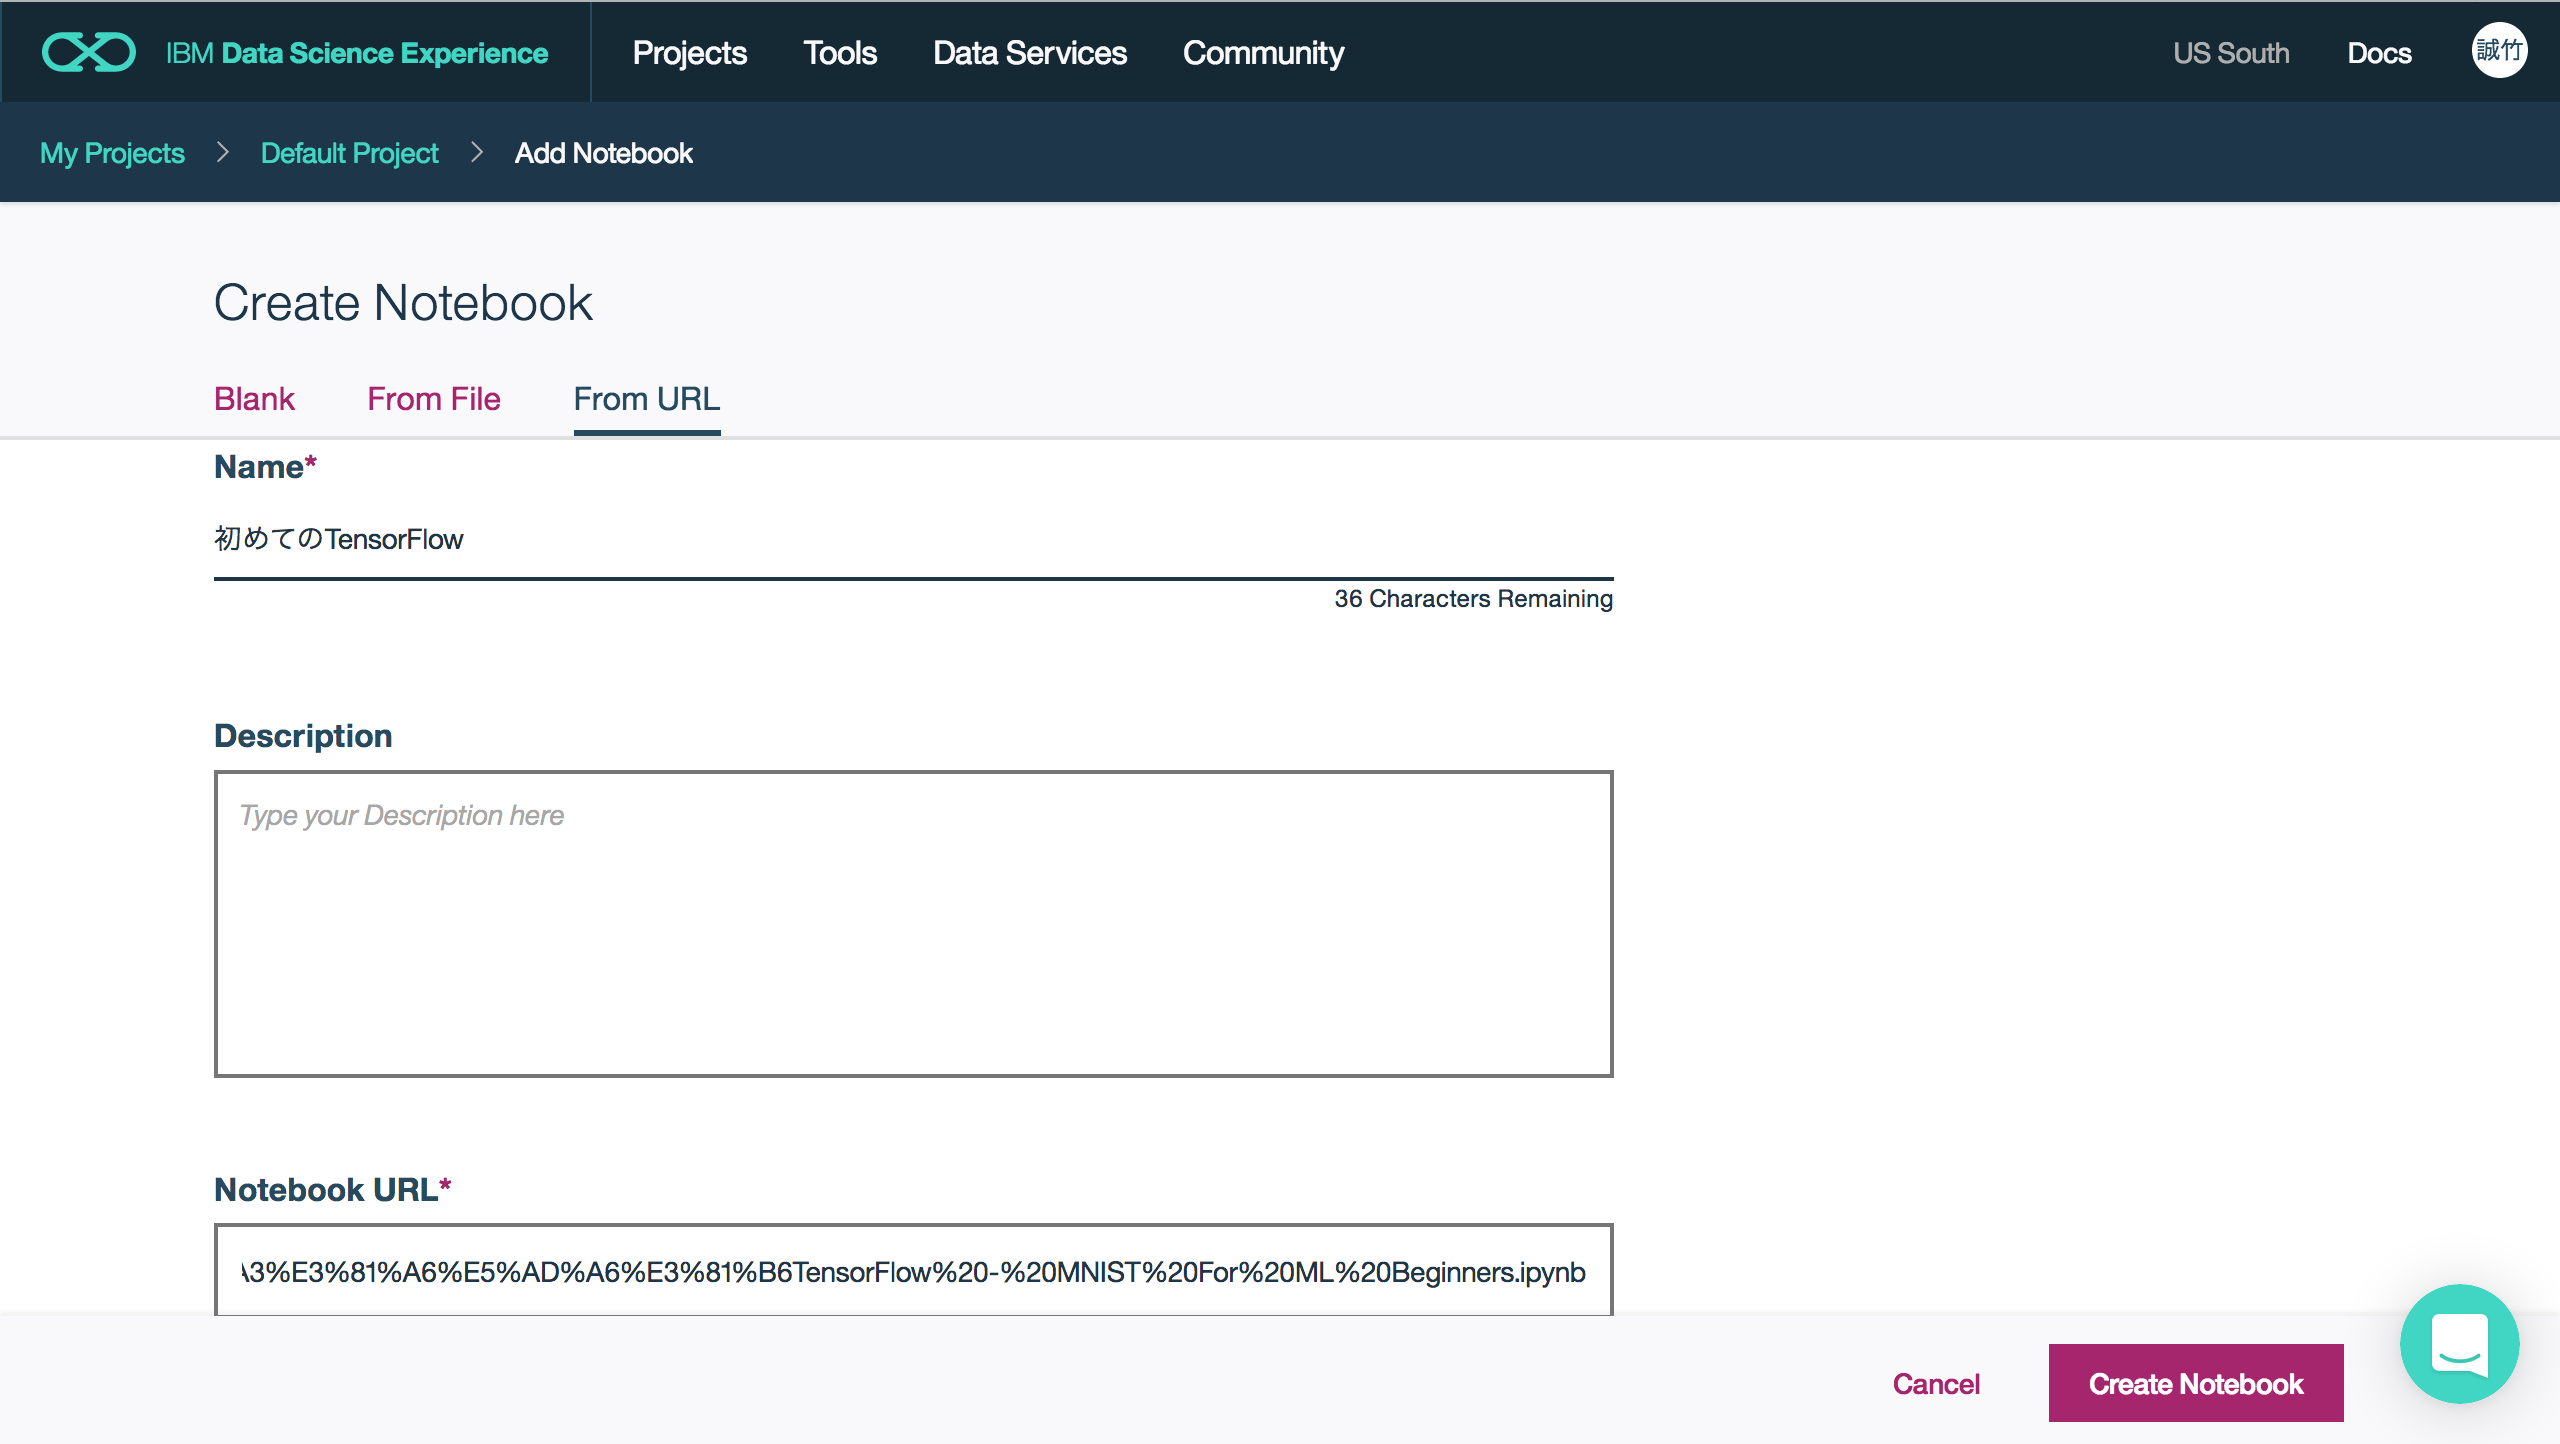 IBM Data Science Experience
Projects Tools Data Services Community
US South Docs 誠竹
My Projects > Default Project > Add Notebook
Create Notebook
Blank From File From URL
Name*
初めてのTensorFlow
36 Characters Remaining
Description
Type your Description here
Notebook URL*
A3%E3%81%A6%E5%AD%A6%E3%81%B6TensorFlow%20-%20MNIST%20For%20ML%20Beginners.ipynb
Cancel Create Notebook